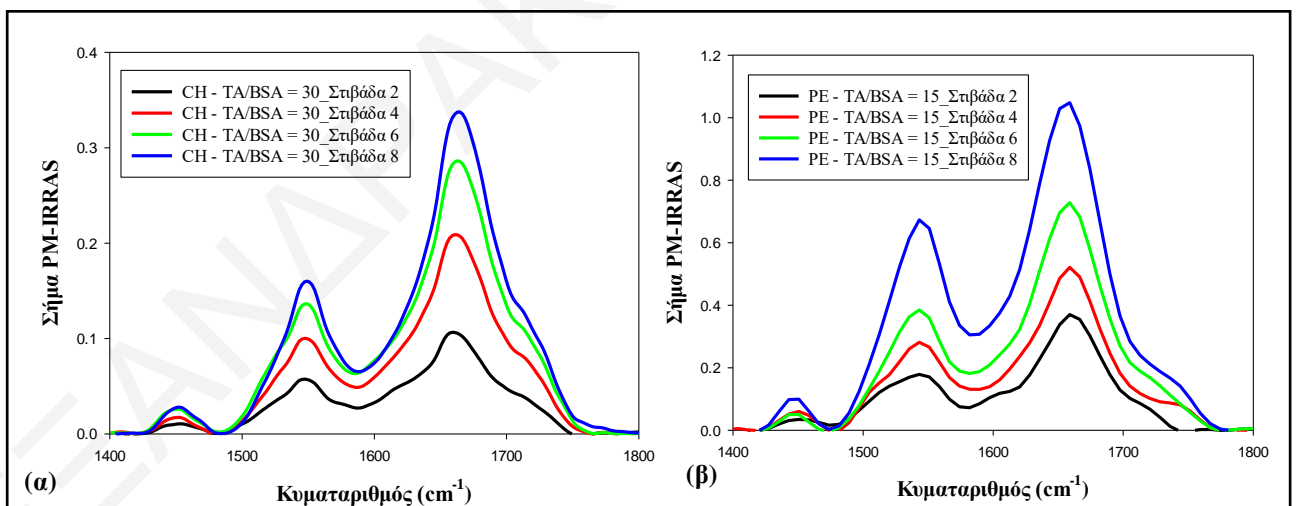 0.4
0.3
0.2
0.1
0.0
Σήμα PM-IRRAS
CH - TA/BSA = 30_Στιβάδα 2
CH - TA/BSA = 30_Στιβάδα 4
CH - TA/BSA = 30_Στιβάδα 6
CH - TA/BSA = 30_Στιβάδα 8
1400 1500 1600 1700 1800
Κυματαριθμός (cm-1)
(α)
1.2
1.0
0.8
0.6
0.4
0.2
0.0
Σήμα PM-IRRAS
PE - TA/BSA = 15_Στιβάδα 2
PE - TA/BSA = 15_Στιβάδα 4
PE - TA/BSA = 15_Στιβάδα 6
PE - TA/BSA = 15_Στιβάδα 8
1400 1500 1600 1700 1800
Κυματαριθμός (cm-1)
(β)